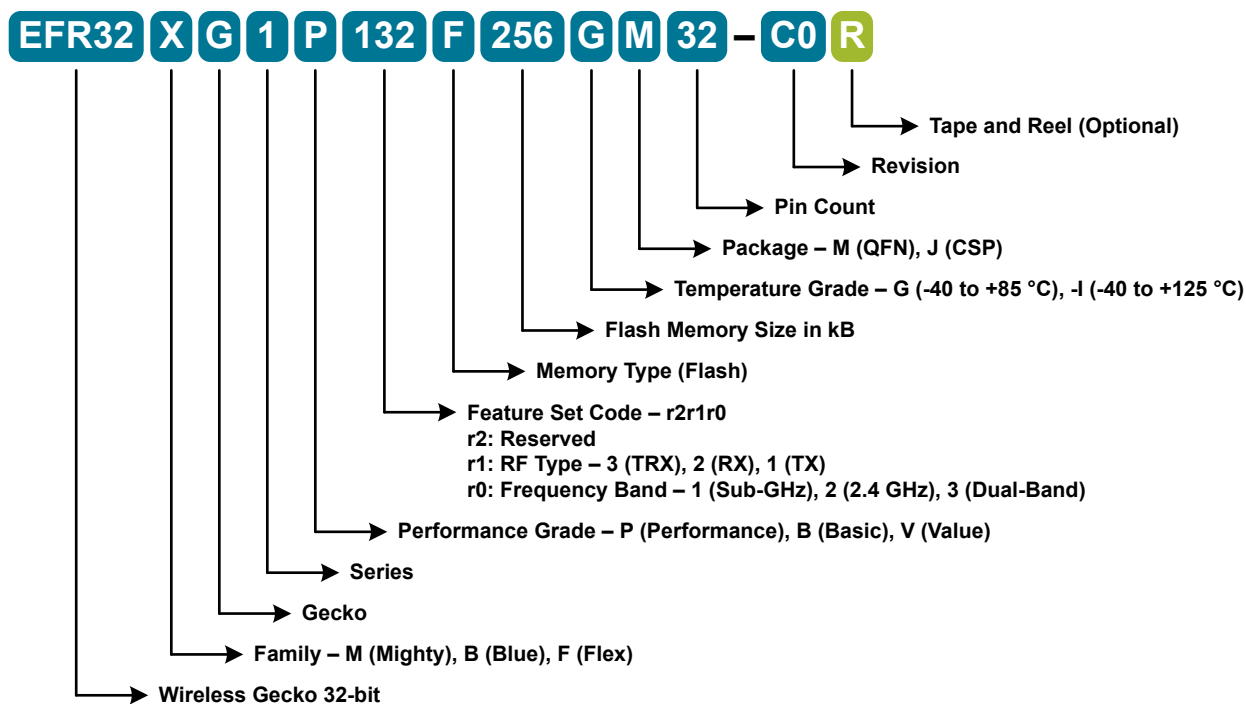 EFR32 X G 1 P 132 F 256 G M 32 – C0 R
Tape and Reel (Optional)
Revision
Pin Count
Package – M (QFN), J (CSP)
Temperature Grade – G (-40 to +85 °C), -I (-40 to +125 °C)
Flash Memory Size in kB
Memory Type (Flash)
Feature Set Code – r2r1r0
r2: Reserved
r1: RF Type – 3 (TRX), 2 (RX), 1 (TX)
r0: Frequency Band – 1 (Sub-GHz), 2 (2.4 GHz), 3 (Dual-Band)
Performance Grade – P (Performance), B (Basic), V (Value)
Series
Gecko
Family – M (Mighty), B (Blue), F (Flex)
Wireless Gecko 32-bit